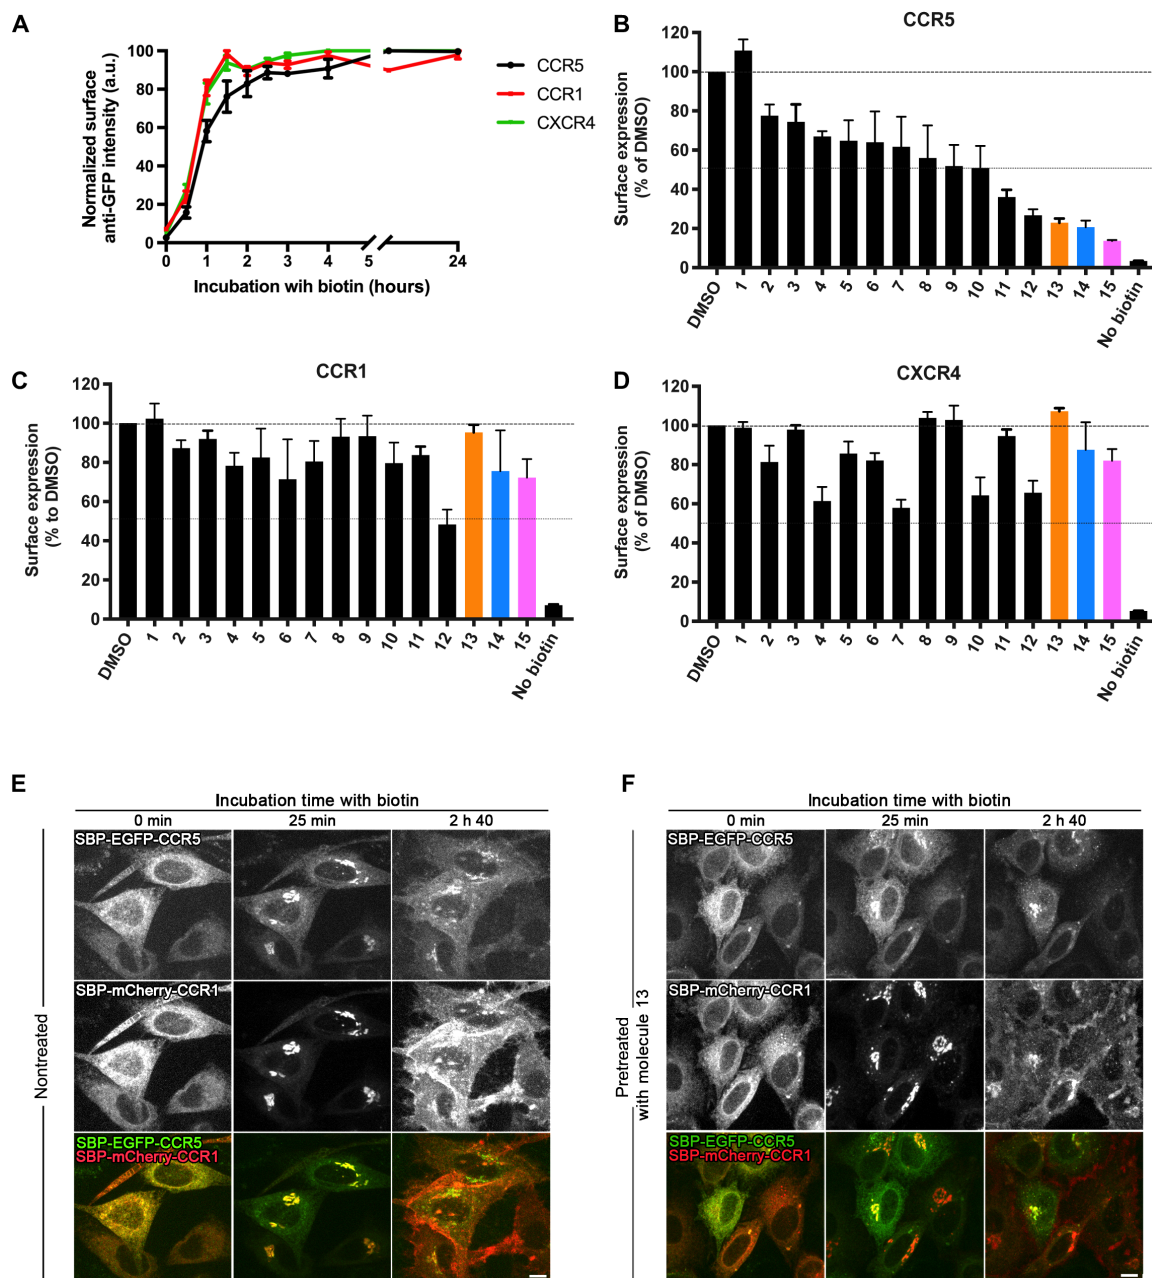 A
Normalized surface
anti-GFP intensity (a.u.)
100
80
60
40
20
0
0
1
2
3
4
5
24
Incubation wih biotin (hours)
CCR5
CCR1
CXCR4
B
CCR5
Surface expression
(% of DMSO)
120
100
80
60
40
20
0
DMSO
1
2
3
4
5
6
7
8
9
10
11
12
13
14
15
No biotin
C
CCR1
Surface expression
(% to DMSO)
120
100
80
60
40
20
0
DMSO
1
2
3
4
5
6
7
8
9
10
11
12
13
14
15
No biotin
D
CXCR4
Surface expression
(% of DMSO)
120
100
80
60
40
20
0
DMSO
1
2
3
4
5
6
7
8
9
10
11
12
13
14
15
No biotin
E
Incubation time with biotin
0 min
25 min
2 h 40
Nontreated
SBP-EGFP-CCR5
SBP-mCherry-CCR1
SBP-EGFP-CCR5
SBP-mCherry-CCR1
F
Incubation time with biotin
0 min
25 min
2 h 40
Pretreated
with molecule 13
SBP-EGFP-CCR5
SBP-mCherry-CCR1
SBP-EGFP-CCR5
SBP-mCherry-CCR1